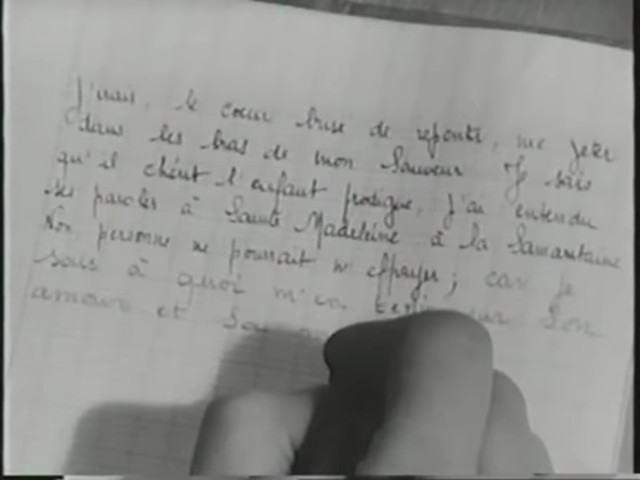 J'irais, le coeur brisé de repentir, me jeter
dans les bras de mon Sauveur Je sais
qu'il chérit l'enfant prodigue, J'ai entendu
ses paroles à Sainte Madeleine à la Samaritaine
Non personne ne pourrait m'effrayer; car je
sais à quoi m'en tenir sur Son
amour et Sa